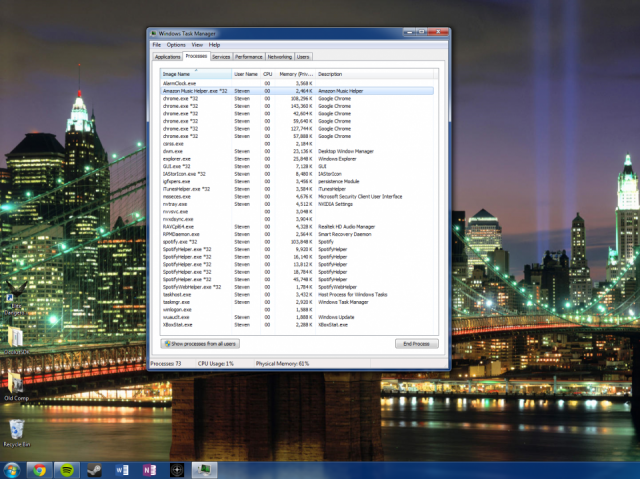 Windows Task Manager
File Options View Help
Applications Processes Services Performance Networking Users
Image Name User Name CPU Memory (Priv... Description
AlarmClock.exe 00 3,568 K
Amazon Music Helper.exe *32 Steven 00 2,464 K Amazon Music Helper
chrome.exe *32 Steven 00 108,296 K Google Chrome
chrome.exe *32 Steven 00 143,360 K Google Chrome
chrome.exe *32 Steven 00 42,604 K Google Chrome
chrome.exe *32 Steven 00 59,640 K Google Chrome
chrome.exe *32 Steven 00 127,744 K Google Chrome
chrome.exe *32 Steven 00 57,888 K Google Chrome
csrss.exe 00 2,184 K
dwm.exe Steven 00 23,136 K Desktop Window Manager
explorer.exe Steven 00 25,848 K Windows Explorer
GUI.exe *32 Steven 00 7,128 K GUI
IAStorIcon.exe *32 Steven 00 8,480 K IAStorIcon
igfxpers.exe Steven 00 3,456 K persistence Module
iTunesHelper.exe Steven 00 3,584 K iTunesHelper
msseces.exe Steven 00 4,676 K Microsoft Security Client User Interface
nvtray.exe Steven 00 4,512 K NVIDIA Settings
nvvsvc.exe 00 3,048 K
nvxdsync.exe 00 3,904 K
RAVCpl64.exe Steven 00 4,328 K Realtek HD Audio Manager
RPMDaemon.exe Steven 00 2,564 K Smart Recovery Daemon
spotify.exe *32 Steven 00 103,848 K Spotify
SpotifyHelper.exe *32 Steven 00 9,920 K SpotifyHelper
SpotifyHelper.exe *32 Steven 00 16,140 K SpotifyHelper
SpotifyHelper.exe *32 Steven 00 13,812 K SpotifyHelper
SpotifyHelper.exe *32 Steven 00 18,784 K SpotifyHelper
SpotifyHelper.exe *32 Steven 00 45,748 K SpotifyHelper
SpotifyWebHelper.exe *32 Steven 00 1,784 K SpotifyWebHelper
taskhost.exe Steven 00 3,432 K Host Process for Windows Tasks
taskmgr.exe Steven 00 2,920 K Windows Task Manager
winlogon.exe 00 1,588 K
wuauclt.exe Steven 00 1,888 K Windows Update
XBoxStat.exe Steven 00 2,288 K XBoxStat.exe
Show processes from all users End Process
Processes 73 CPU Usage: 1% Physical Memory: 61%
Old Comp
Recycle Bin